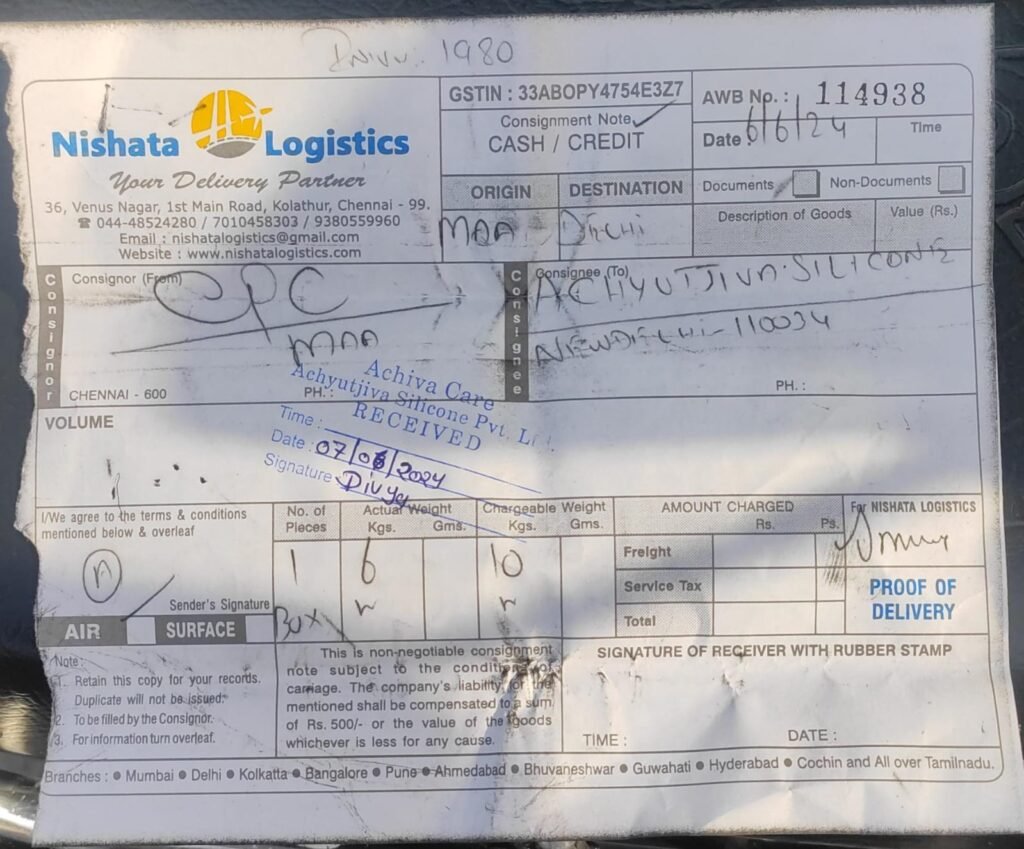 1980
Nishata Logistics
Your Delivery Partner
36, Venus Nagar, 1st Main Road, Kolathur, Chennai - 99.
☎ 044-48524280 / 7010458303 / 9380559960
Email : nishatalogistics@gmail.com
Website : www.nishatalogistics.com
GSTIN : 33ABOPY4754E3Z7
Consignment Note
CASH / CREDIT
ORIGIN DESTINATION
MAA DELHI
AWB No. : 114938
Date : 6/6/24 Time
Documents Non-Documents
Description of Goods Value (Rs.)
Consignor
Consignor (From)
OPC
MAA
CHENNAI - 600 PH. :
Consignee
Consignee (To)
ACHYUTJIVA SILICONE
NEWDELHI-110034
PH. :
VOLUME
Achiva Care
Achyutjiva Silicone Pvt. Lt
RECEIVED
Time :
Date : 07/06/2024
Signature Divya
I/We agree to the terms & conditions
mentioned below & overleaf
Sender's Signature
AIR SURFACE
No. of Pieces Actual Weight Kgs. Gms. Chargeable Weight Kgs. Gms.
1 6 10
BOX
AMOUNT CHARGED
Rs. Ps.
Freight
Service Tax
Total
For NISHATA LOGISTICS
PROOF OF
DELIVERY
Note:
1. Retain this copy for your records.
Duplicate will not be issued.
2. To be filled by the Consignor.
3. For information turn overleaf.
This is non-negotiable consignment
note subject to the conditions of
carriage. The company's liability for the
mentioned shall be compensated to a sum
of Rs. 500/- or the value of the goods
whichever is less for any cause.
SIGNATURE OF RECEIVER WITH RUBBER STAMP
TIME : DATE :
Branches : ● Mumbai ● Delhi ● Kolkatta ● Bangalore ● Pune ● Ahmedabad ● Bhuvaneshwar ● Guwahati ● Hyderabad ● Cochin and All over Tamilnadu.